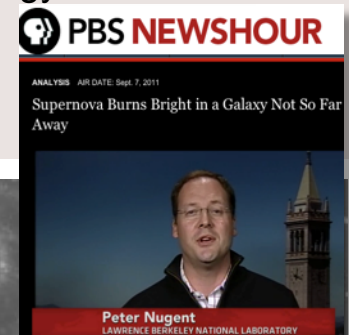 PBS NEWSHOUR
ANALYSIS AIR DATE: Sept. 7, 2011
Supernova Burns Bright in a Galaxy Not So Far
Away
Peter Nugent
LAWRENCE BERKELEY NATIONAL LABORATORY